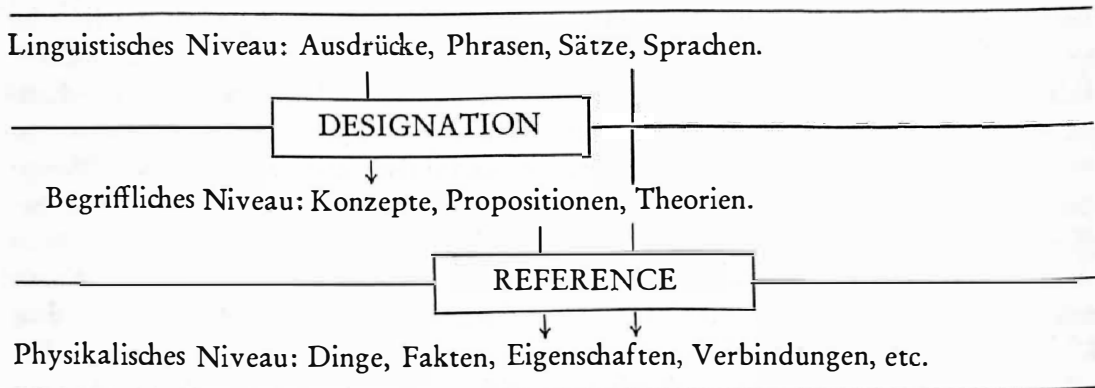 Linguistisches Niveau: Ausdrücke, Phrasen, Sätze, Sprachen.
DESIGNATION
Begriffliches Niveau: Konzepte, Propositionen, Theorien.
REFERENCE
Physikalisches Niveau: Dinge, Fakten, Eigenschaften, Verbindungen, etc.